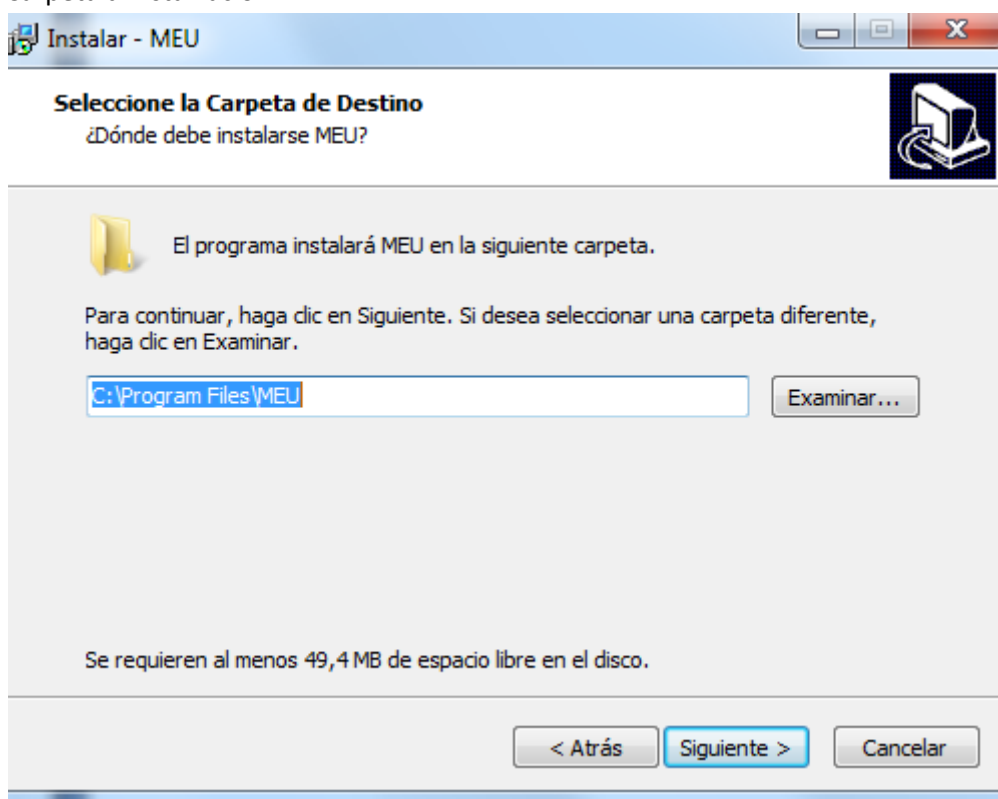 Instalar - MEU
Seleccione la Carpeta de Destino
¿Dónde debe instalarse MEU?
El programa instalará MEU en la siguiente carpeta.
Para continuar, haga clic en Siguiente. Si desea seleccionar una carpeta diferente,
haga clic en Examinar.
C:\Program Files\MEU
Examinar...
Se requieren al menos 49,4 MB de espacio libre en el disco.
< Atrás
Siguiente >
Cancelar